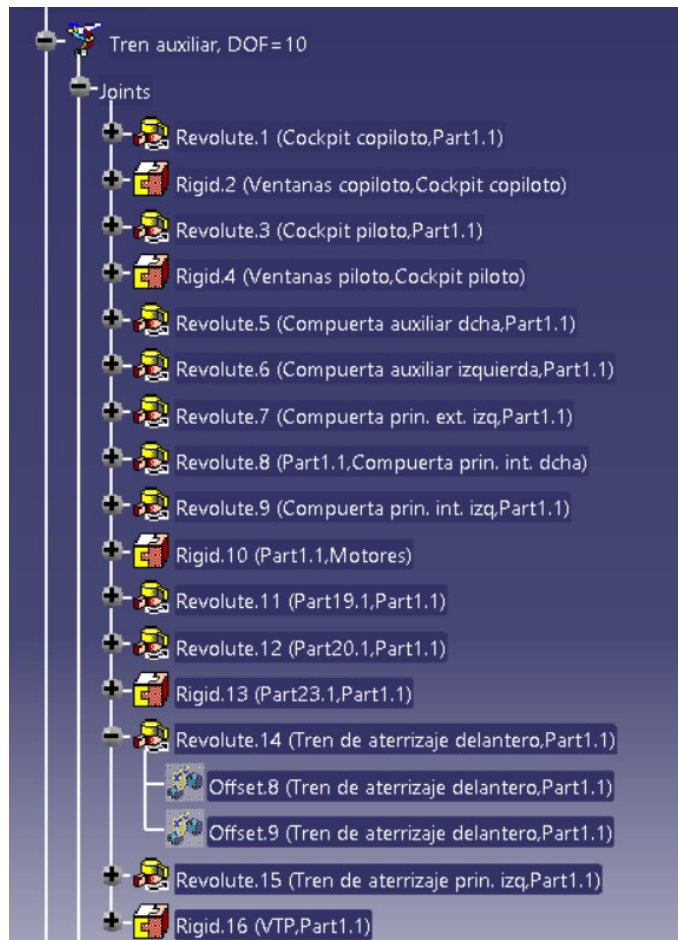 Tren auxiliar, DOF=10
Joints
Revolute.1 (Cockpit copiloto,Part1.1)
Rigid.2 (Ventanas copiloto,Cockpit copiloto)
Revolute.3 (Cockpit piloto,Part1.1)
Rigid.4 (Ventanas piloto,Cockpit piloto)
Revolute.5 (Compuerta auxiliar dcha,Part1.1)
Revolute.6 (Compuerta auxiliar izquierda,Part1.1)
Revolute.7 (Compuerta prin. ext. izq,Part1.1)
Revolute.8 (Part1.1,Compuerta prin. int. dcha)
Revolute.9 (Compuerta prin. int. izq,Part1.1)
Rigid.10 (Part1.1,Motores)
Revolute.11 (Part19.1,Part1.1)
Revolute.12 (Part20.1,Part1.1)
Rigid.13 (Part23.1,Part1.1)
Revolute.14 (Tren de aterrizaje delantero,Part1.1)
Offset.8 (Tren de aterrizaje delantero,Part1.1)
Offset.9 (Tren de aterrizaje delantero,Part1.1)
Revolute.15 (Tren de aterrizaje prin. izq,Part1.1)
Rigid.16 (VTP,Part1.1)